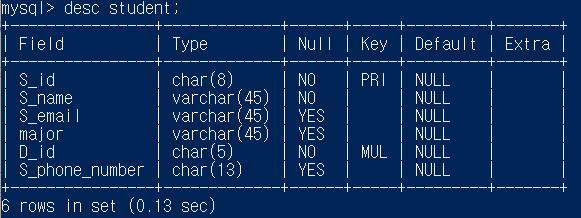 mysql> desc student;
+----------------+-------------+------+-----+---------+-------+
| Field | Type | Null | Key | Default | Extra |
+----------------+-------------+------+-----+---------+-------+
| S_id | char(8) | NO | PRI | NULL | |
| S_name | varchar(45) | NO | | NULL | |
| S_email | varchar(45) | YES | | NULL | |
| major | varchar(45) | YES | | NULL | |
| D_id | char(5) | NO | MUL | NULL | |
| S_phone_number | char(13) | YES | | NULL | |
+----------------+-------------+------+-----+---------+-------+
6 rows in set (0.13 sec)